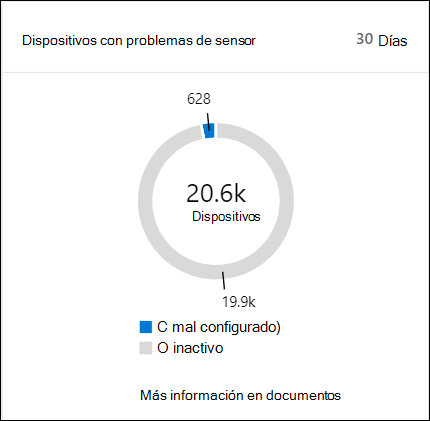 Dispositivos con problemas de sensor 30 Días
628
20.6k
Dispositivos
19.9k
C mal configurado)
O inactivo
Más información en documentos